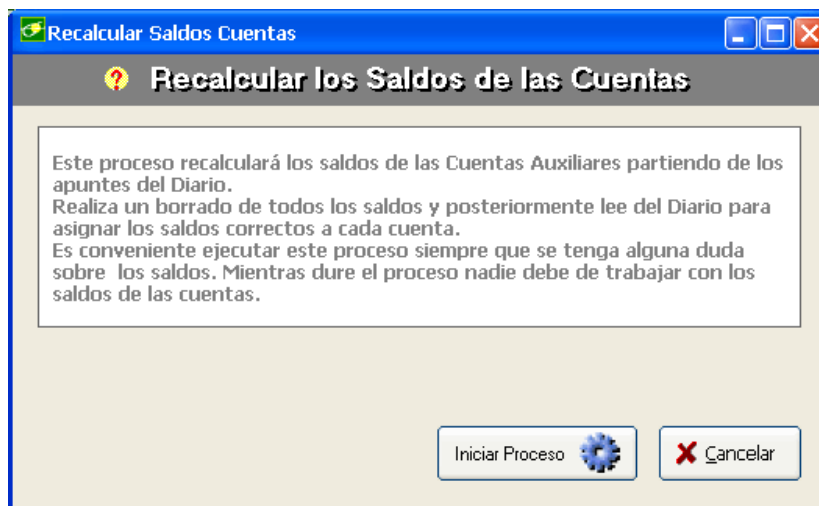 Recalcular Saldos Cuentas
Recalcular los Saldos de las Cuentas
Este proceso recalculará los saldos de las Cuentas Auxiliares partiendo de los
apuntes del Diario.
Realiza un borrado de todos los saldos y posteriormente lee del Diario para
asignar los saldos correctos a cada cuenta.
Es conveniente ejecutar este proceso siempre que se tenga alguna duda
sobre  los saldos. Mientras dure el proceso nadie debe de trabajar con los
saldos de las cuentas.
Iniciar Proceso
Cancelar